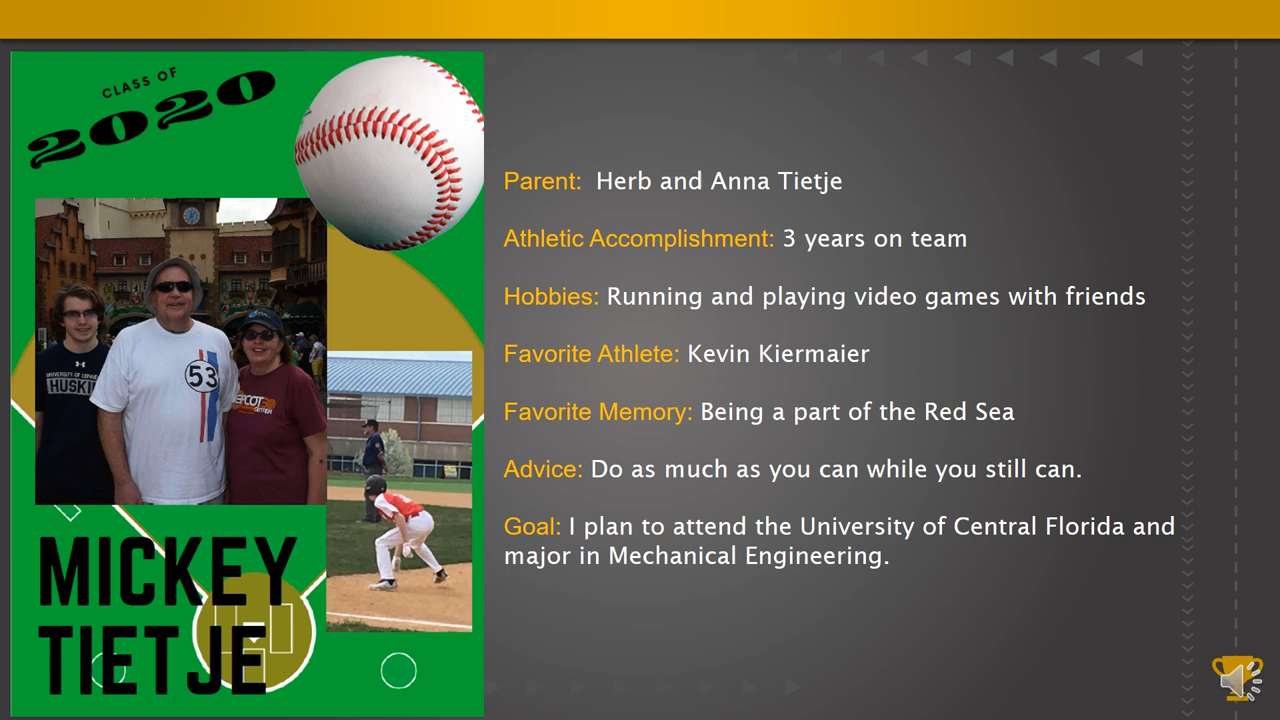 CLASS OF
2020
53
HUSKI
EPCOT
CENTER
MICKEY
TIETJE
Parent: Herb and Anna Tietje
Athletic Accomplishment: 3 years on team
Hobbies: Running and playing video games with friends
Favorite Athlete: Kevin Kiermaier
Favorite Memory: Being a part of the Red Sea
Advice: Do as much as you can while you still can.
Goal: I plan to attend the University of Central Florida and
major in Mechanical Engineering.